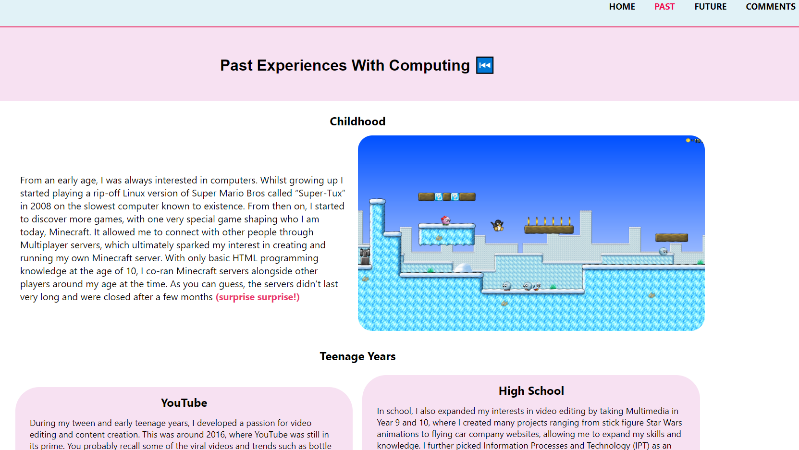 HOME PAST FUTURE COMMENTS
Past Experiences With Computing
Childhood
From an early age, I was always interested in computers. Whilst growing up I
started playing a rip-off Linux version of Super Mario Bros called “Super-Tux”
in 2008 on the slowest computer known to existence. From then on, I started
to discover more games, with one very special game shaping who I am
today, Minecraft. It allowed me to connect with other people through
Multiplayer servers, which ultimately sparked my interest in creating and
running my own Minecraft server. With only basic HTML programming
knowledge at the age of 10, I co-ran Minecraft servers alongside other
players around my age at the time. As you can guess, the servers didn't last
very long and were closed after a few months (surprise surprise!)
Teenage Years
YouTube
During my tween and early teenage years, I developed a passion for video
editing and content creation. This was around 2016, where YouTube was still in
its prime. You probably recall some of the viral videos and trends such as bottle
High School
In school, I also expanded my interests in video editing by taking Multimedia in
Year 9 and 10, where I created many projects ranging from stick figure Star Wars
animations to flying car company websites, allowing me to expand my skills and
knowledge. I further picked Information Processes and Technology (IPT) as an